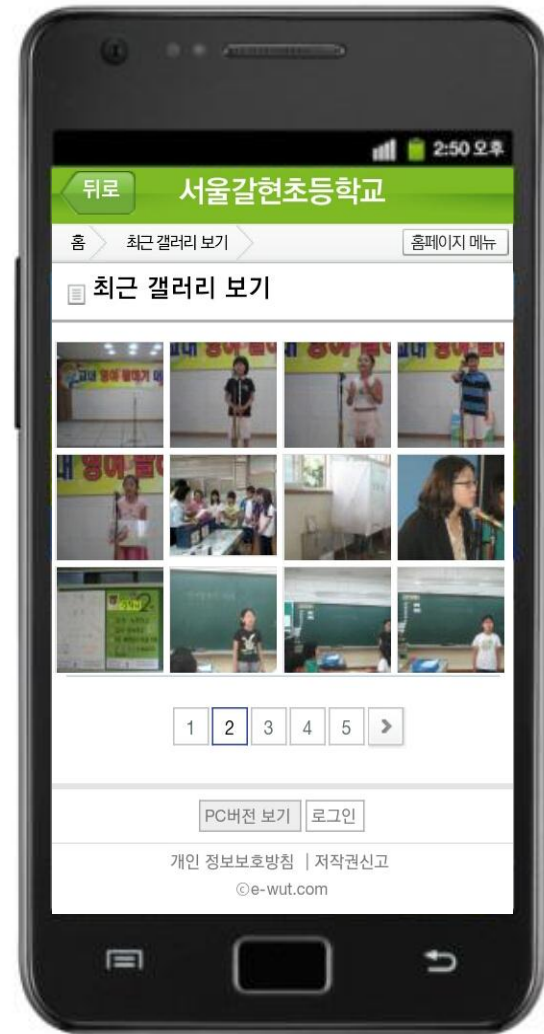 2:50 오후
뒤로 서울갈현초등학교
홈 최근 갤러리 보기 홈페이지 메뉴
최근 갤러리 보기
1 2 3 4 5 >
PC버전 보기 로그인
개인 정보보호방침 | 저작권신고
©e-wut.com